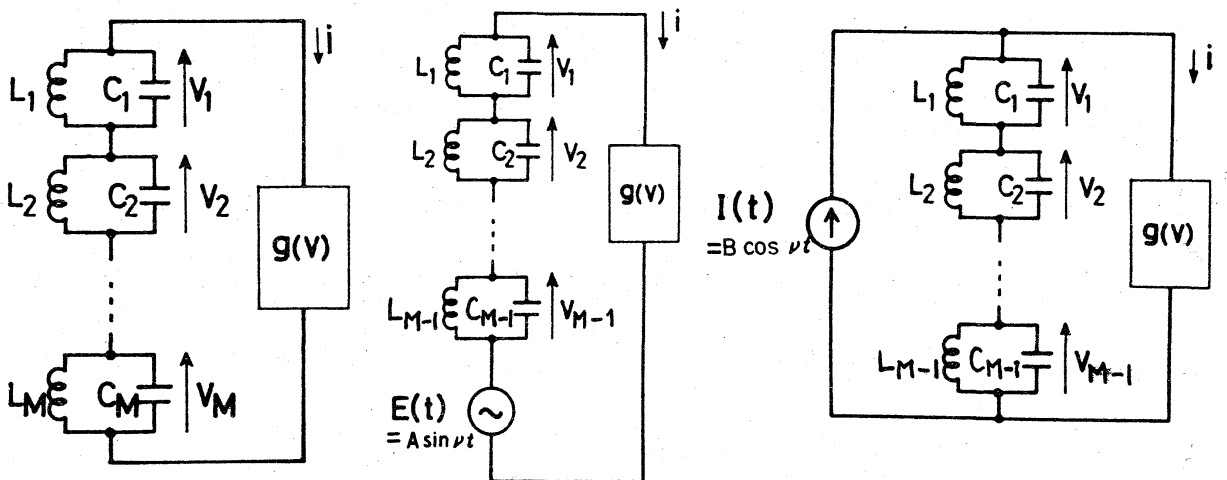 i
L1 C1 V1
L2 C2 V2
g(V)
LM CM VM
i
L1 C1 V1
L2 C2 V2
g(V)
LM-1 CM-1 VM-1
E(t)
= A sin νt
i
L1 C1 V1
L2 C2 V2
I(t)
=B cos νt
g(V)
LM-1 CM-1 VM-1